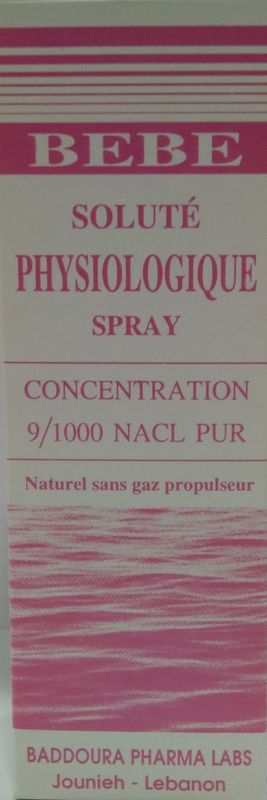 BEBE
SOLUTÉ
PHYSIOLOGIQUE
SPRAY
CONCENTRATION
9/1000 NACL PUR
Naturel sans gaz propulseur
BADDOURA PHARMA LABS
Jounieh - Lebanon